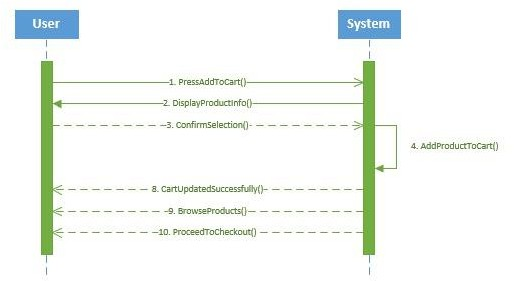 User
System
1. PressAddToCart()
2. DisplayProductInfo()
3. ConfirmSelection()
4. AddProductToCart()
8. CartUpdatedSuccessfully()
9. BrowseProducts()
10. ProceedToCheckout()